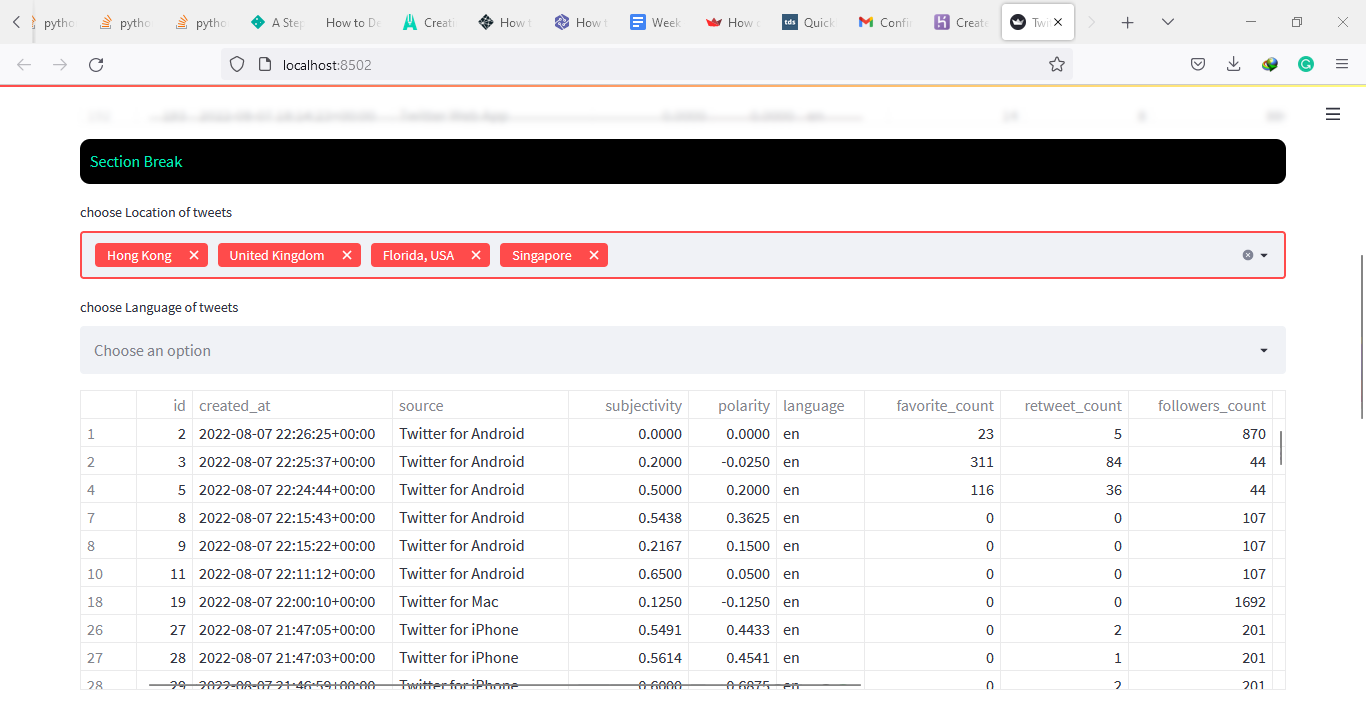 pytho
pytho
pytho
A Step
How to De
Creati
How t
How t
Week
How c
tds
Quick
Confir
Create
Twi
localhost:8502
Section Break
choose Location of tweets
Hong Kong
United Kingdom
Florida, USA
Singapore
choose Language of tweets
Choose an option
id created_at source subjectivity polarity language favorite_count retweet_count followers_count
1 2 2022-08-07 22:26:25+00:00 Twitter for Android 0.0000 0.0000 en 23 5 870
2 3 2022-08-07 22:25:37+00:00 Twitter for Android 0.2000 -0.0250 en 311 84 44
4 5 2022-08-07 22:24:44+00:00 Twitter for Android 0.5000 0.2000 en 116 36 44
7 8 2022-08-07 22:15:43+00:00 Twitter for Android 0.5438 0.3625 en 0 0 107
8 9 2022-08-07 22:15:22+00:00 Twitter for Android 0.2167 0.1500 en 0 0 107
10 11 2022-08-07 22:11:12+00:00 Twitter for Android 0.6500 0.0500 en 0 0 107
18 19 2022-08-07 22:00:10+00:00 Twitter for Mac 0.1250 -0.1250 en 0 0 1692
26 27 2022-08-07 21:47:05+00:00 Twitter for iPhone 0.5491 0.4433 en 0 2 201
27 28 2022-08-07 21:47:03+00:00 Twitter for iPhone 0.5614 0.4541 en 0 1 201
28 29 2022-08-07 21:46:59+00:00 Twitter for iPhone 0.6000 0.6875 en 0 2 201